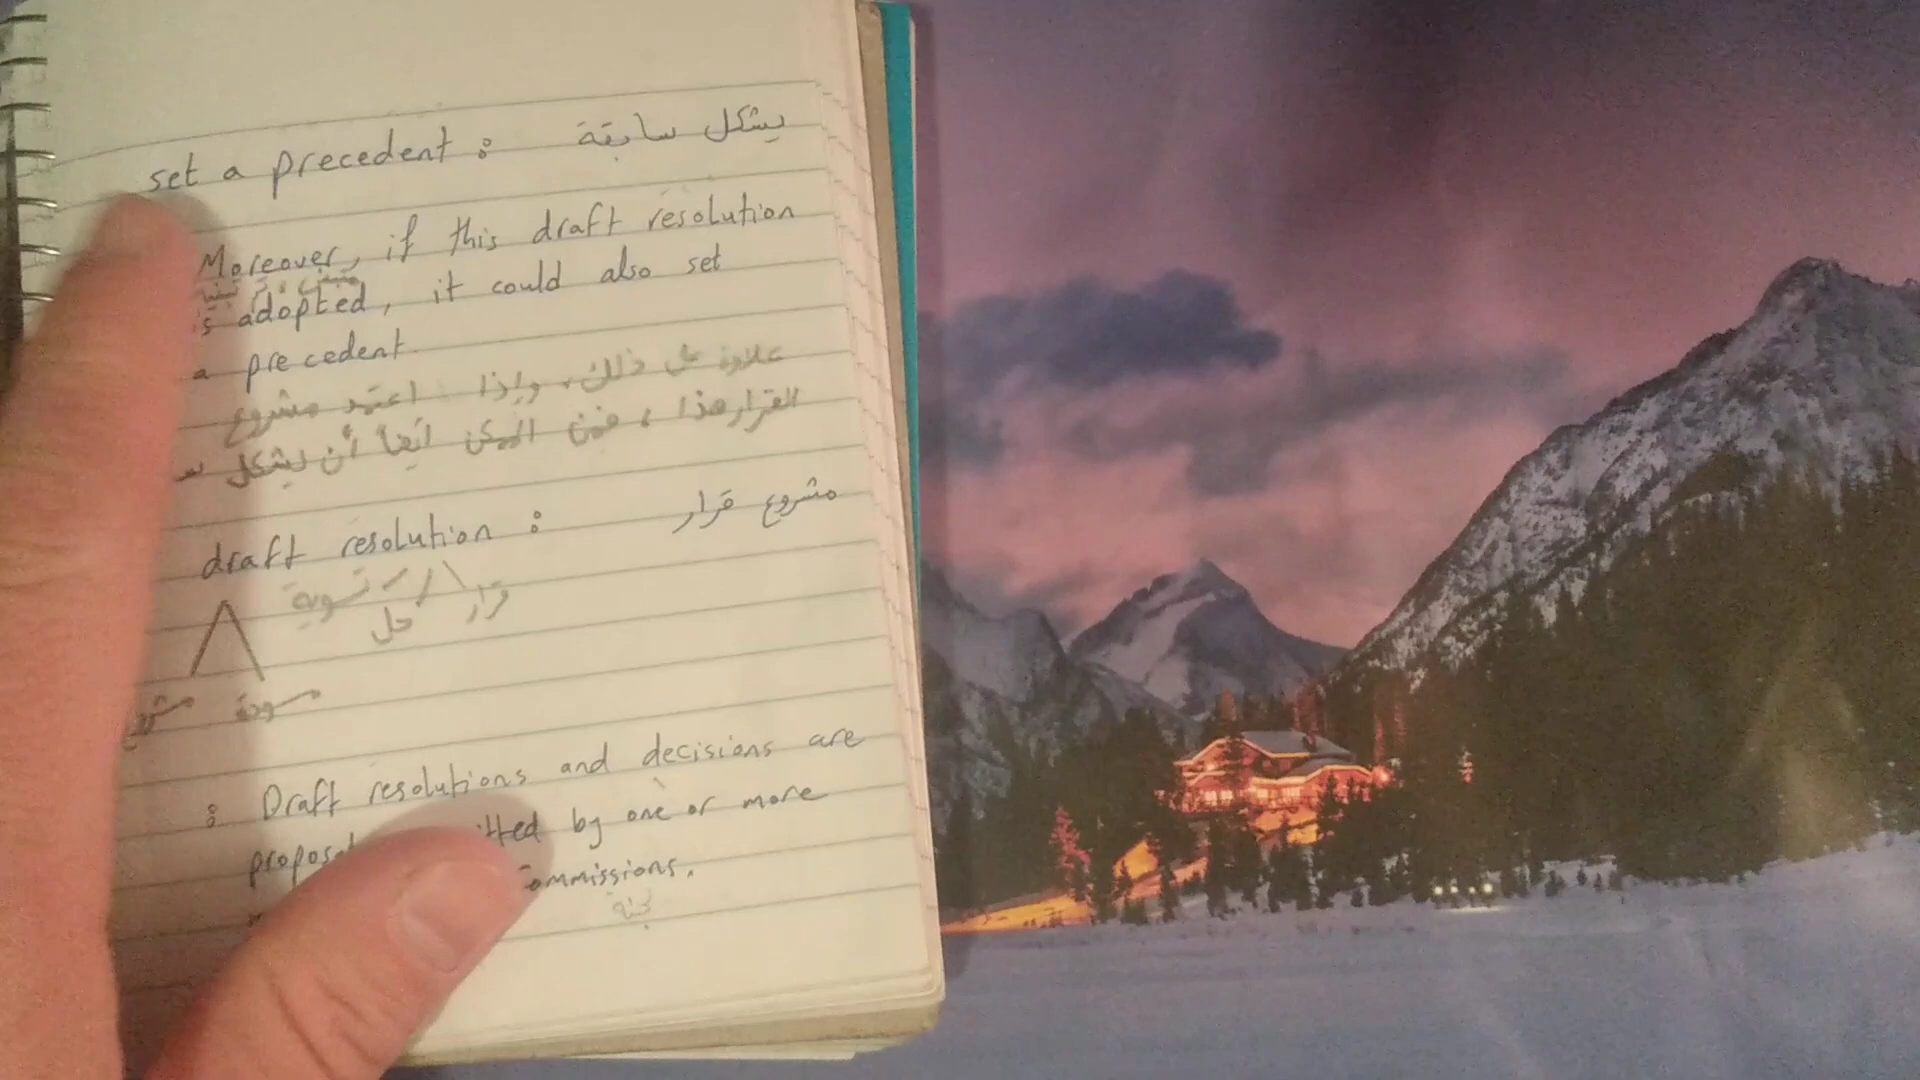 set a precedent : يشكل سابقة
Moreover, if this draft resolution
is adopted, it could also set
a precedent.
علاوة على ذلك، وإذا اعتمد مشروع
القرار هذا، فمن الممكن أيضاً أن يشكل
draft resolution : مشروع قرار
قرار حل تسوية
مسودة مشروع
: Draft resolutions and decisions are
by one or more
ommissions.
لجنة